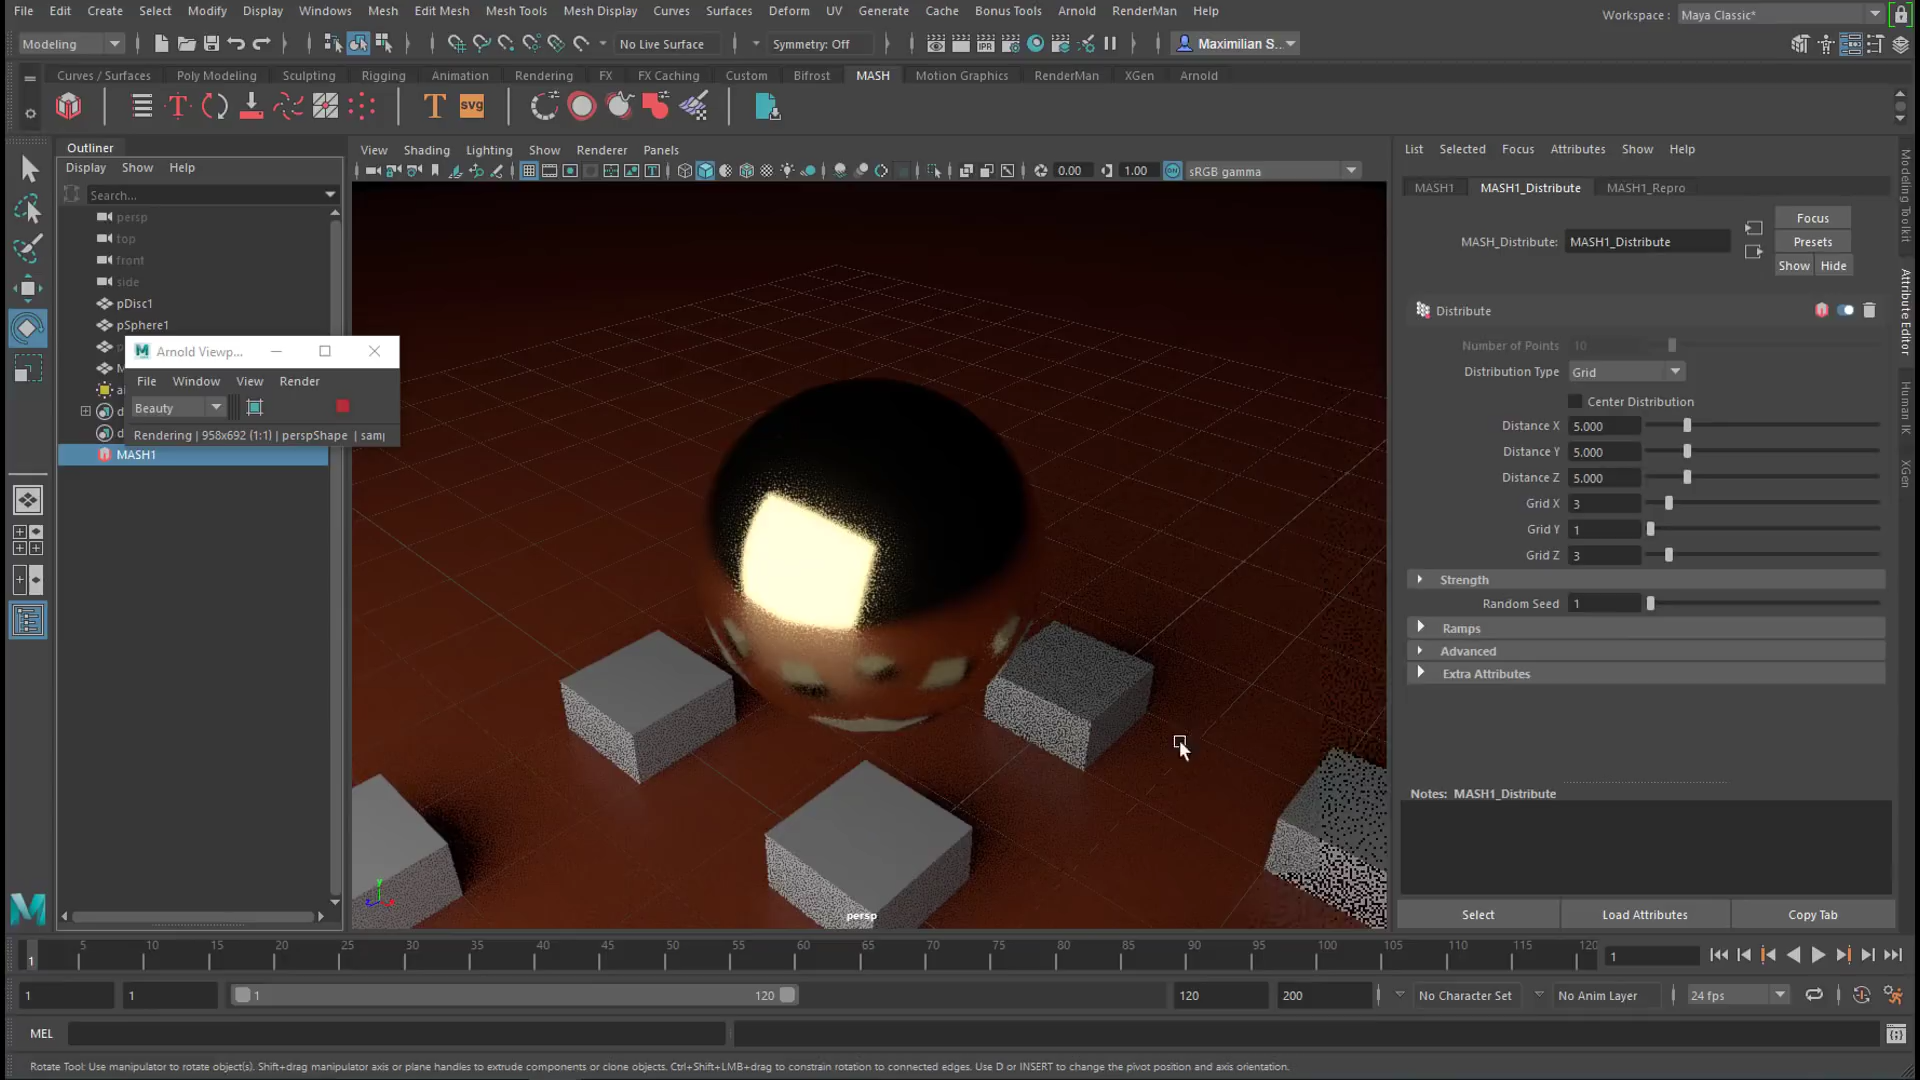 File Edit Create Select Modify Display Windows Mesh Edit Mesh Mesh Tools Mesh Display Curves Surfaces Deform UV Generate Cache Bonus Tools Arnold RenderMan Help Workspace : Maya Classic*
Modeling No Live Surface Symmetry: Off IPR Maximilian S..
Curves / Surfaces Poly Modeling Sculpting Rigging Animation Rendering FX FX Caching Custom Bifrost MASH Motion Graphics RenderMan XGen Arnold
T T svg
Outliner
Display Show Help
Search...
persp
top
front
side
pDisc1
pSphere1
MASH1
Arnold Viewp...
File Window View Render
Beauty
Rendering | 958x692 (1:1) | perspShape | samp
View Shading Lighting Show Renderer Panels
0.00 1.00 sRGB gamma
persp
List Selected Focus Attributes Show Help
MASH1 MASH1_Distribute MASH1_Repro
MASH_Distribute: MASH1_Distribute
Focus
Presets
Show Hide
Distribute
Number of Points 10
Distribution Type Grid
Center Distribution
Distance X 5.000
Distance Y 5.000
Distance Z 5.000
Grid X 3
Grid Y 1
Grid Z 3
Strength
Random Seed 1
Ramps
Advanced
Extra Attributes
Notes: MASH1_Distribute
Select Load Attributes Copy Tab
Modeling Toolkit
Attribute Editor
Human IK
XGen
5 10 15 20 25 30 35 40 45 50 55 60 65 70 75 80 85 90 95 100 105 110 115 120
1 1
1 1 1 120 120 200 No Character Set No Anim Layer 24 fps
MEL
Rotate Tool: Use manipulator to rotate object(s). Shift+drag manipulator axis or plane handles to extrude components or clone objects. Ctrl+Shift+LMB+drag to constrain rotation to connected edges. Use D or INSERT to change the pivot position and axis orientation.